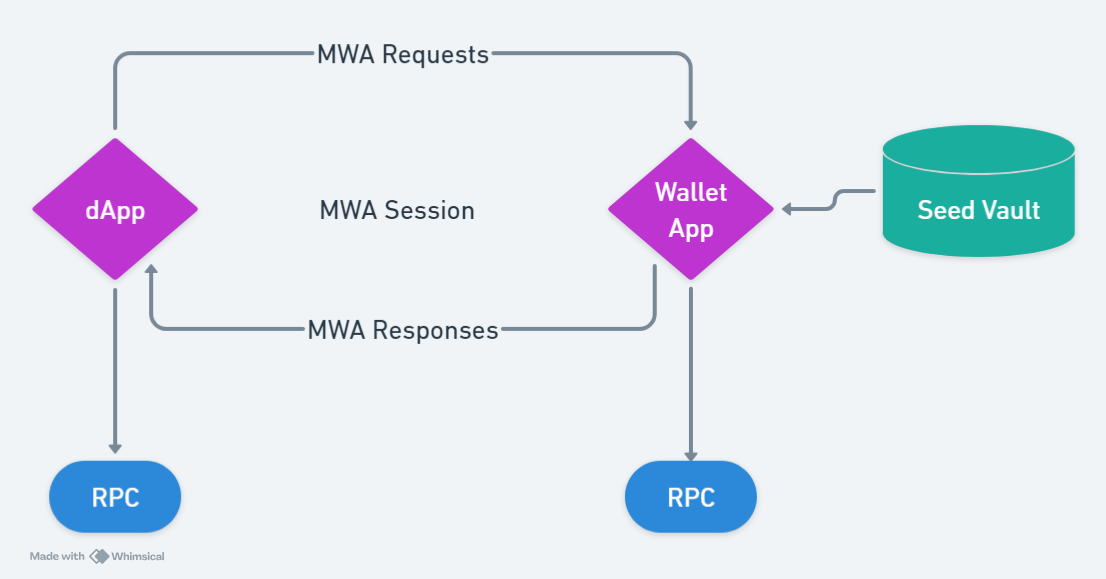 MWA Requests
dApp
MWA Session
Wallet
App
Seed Vault
MWA Responses
RPC
RPC
Made with Whimsical